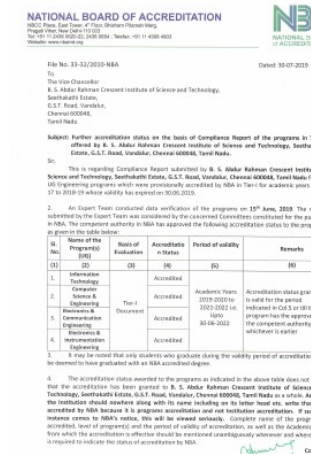 NATIONAL BOARD OF ACCREDITATION
NBCC Place, East Tower, 4th Floor, Bhisham Pitamah Marg,
Pragati Vihar, New Delhi-110 003
Website: www.nbaind.org
NB
NATIONAL B
of ACCREDIT
File No. 33-32/2010-NBA
Dated: 30-07-2019
To
The Vice Chancellor
B. S. Abdur Rahman Crescent Institute of Science and Technology,
Seethakathi Estate,
G.S.T. Road, Vandalur,
Chennai 600048,
Tamil Nadu
Subject: Further accreditation status on the basis of Compliance Report of the programs in T
offered by B. S. Abdur Rahman Crescent Institute of Science and Technology, Seetha
Estate, G.S.T. Road, Vandalur, Chennai 600048, Tamil Nadu.
Sir,
This is regarding Compliance Report submitted by B. S. Abdur Rahman Crescent Institut
Science and Technology, Seethakathi Estate, G.S.T. Road, Vandalur, Chennai 600048, Tamil Nadu f
UG Engineering programs which were provisionally accredited by NBA in Tier-I for academic years
17 to 2018-19 whose validity has expired on 30.06.2019.
2. An Expert Team conducted data verification of the programs on 15th June, 2019. The r
submitted by the Expert Team was considered by the concerned Committees constituted for the pu
in NBA. The competent authority in NBA has approved the following accreditation status to the prog
as given in the table below:
Sl. No. Name of the Program(s) (UG) Basis of Evaluation Accreditation Status Period of validity Remarks
(1) (2) (3) (4) (5) (6)
1. Information Technology Accredited
2. Computer Science & Engineering Accredited
3. Electronics & Communication Engineering Accredited
4. Electronics & Instrumentation Engineering Accredited
Tier-I Document
Academic Years
2019-2020 to
2021-2022 i.e.
Upto
30-06-2022
Accreditation status gran
is valid for the period
indicated in Col.5 or till t
program has the approva
the competent authority
whichever is earlier
3. It may be noted that only students who graduate during the validity period of accreditation
be deemed to have graduated with an NBA accredited degree.
4. The accreditation status awarded to the programs as indicated in the above table does not
that the accreditation has been granted to B. S. Abdur Rahman Crescent Institute of Science
Technology, Seethakathi Estate, G.S.T. Road, Vandalur, Chennai 600048, Tamil Nadu as a whole. As
the Institution should nowhere along with its name including on its letter head etc. write that
accredited by NBA because it is programs accreditation and not Institution accreditation. If suc
instance comes to NBA's notice, this will be viewed seriously. Complete name of the progra
accredited, level of program(s) and the period of validity of accreditation, as well as the Academic
from which the accreditation is effective should be mentioned unambiguously whenever and where
is required to indicate the status of accreditation by NBA.
Co